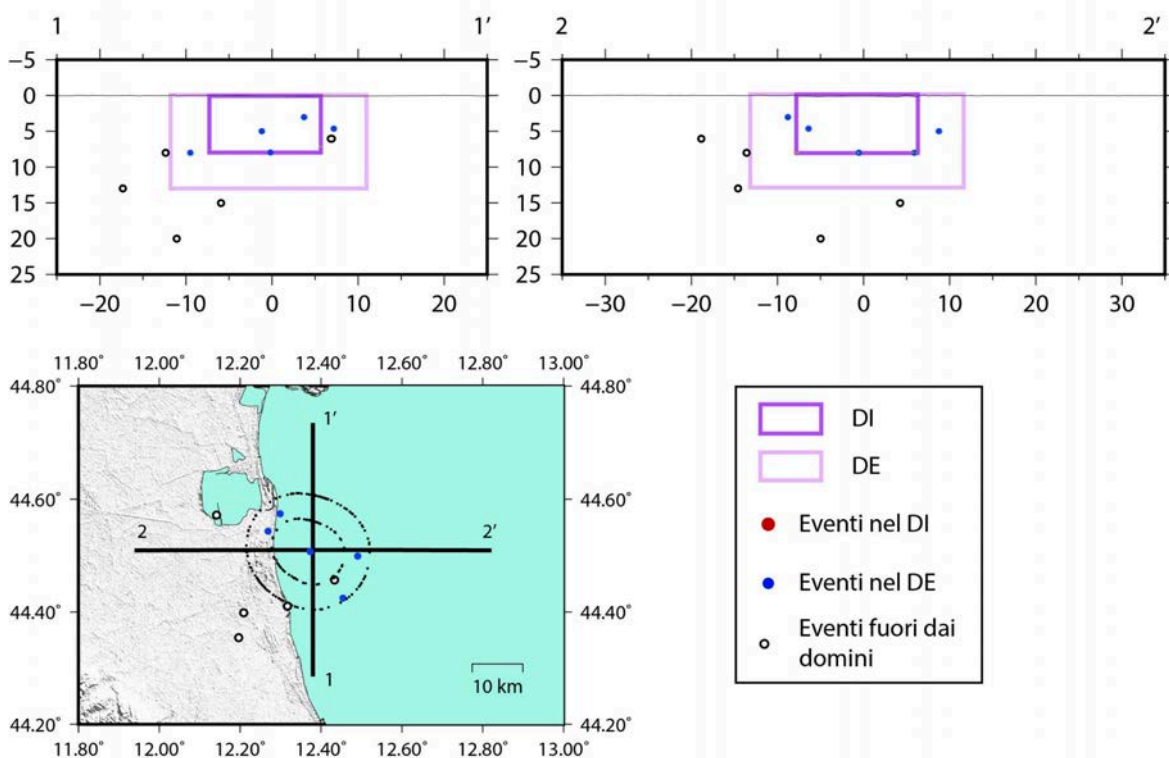 1 1’ 2 2’
−5 −5
0 0
5 5
10 10
15 15
20 20
25 25
−20 −10 0 10 20
−30 −20 −10 0 10 20 30
11.80˚ 12.00˚ 12.20˚ 12.40˚ 12.60˚ 12.80˚ 13.00˚
44.80˚ 44.80˚
1’
44.60˚ 44.60˚
2 2’
44.40˚ 44.40˚
1
10 km
44.20˚ 44.20˚
11.80˚ 12.00˚ 12.20˚ 12.40˚ 12.60˚ 12.80˚ 13.00˚
DI
DE
Eventi nel DI
Eventi nel DE
Eventi fuori dai
domini